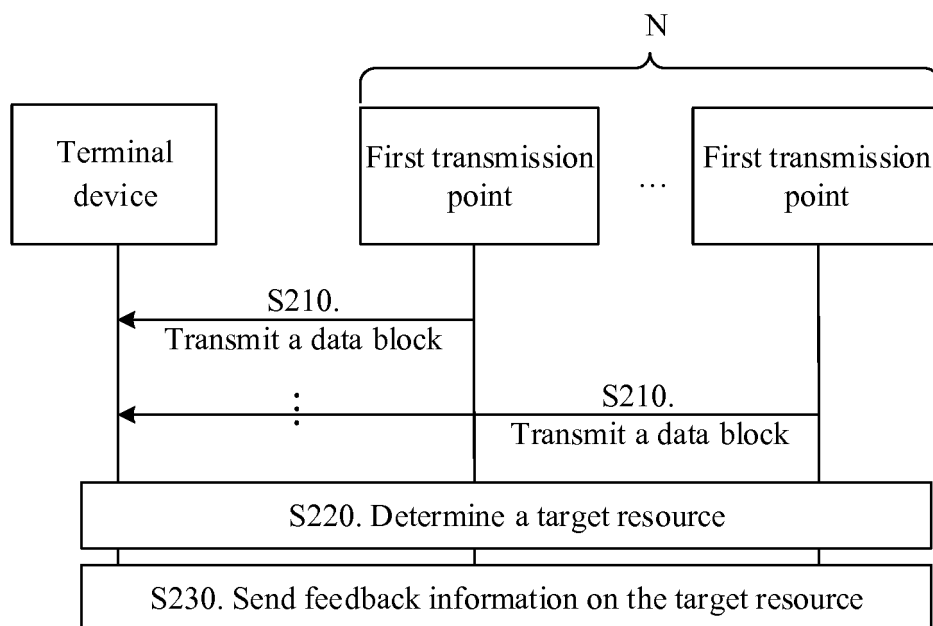 N
Terminal
device
First transmission
point
...
First transmission
point
S210.
Transmit a data block
S210.
Transmit a data block
S220. Determine a target resource
S230. Send feedback information on the target resource